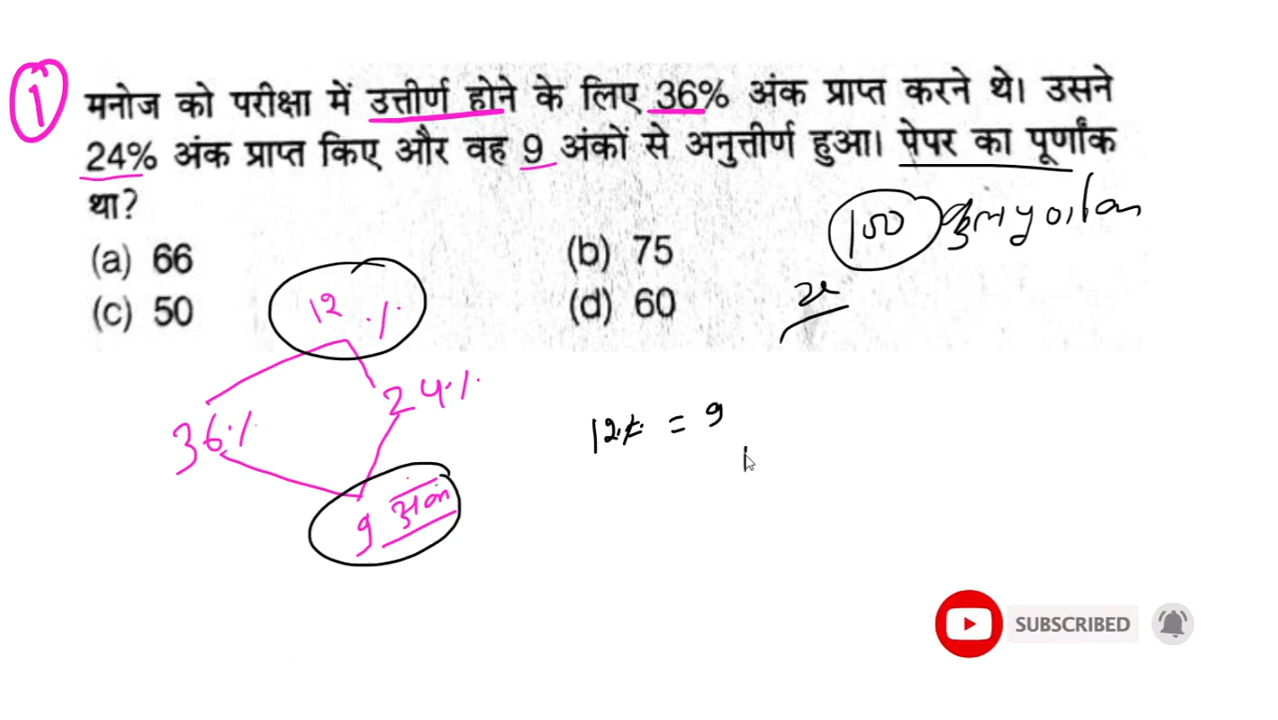 1
मनोज को परीक्षा में उत्तीर्ण होने के लिए 36% अंक प्राप्त करने थे। उसने
24% अंक प्राप्त किए और वह 9 अंकों से अनुत्तीर्ण हुआ। पेपर का पूर्णांक
था?
100
(a) 66 (b) 75
(c) 50 (d) 60
12 %
36% 24%
12% = 9
9 अंक
SUBSCRIBED